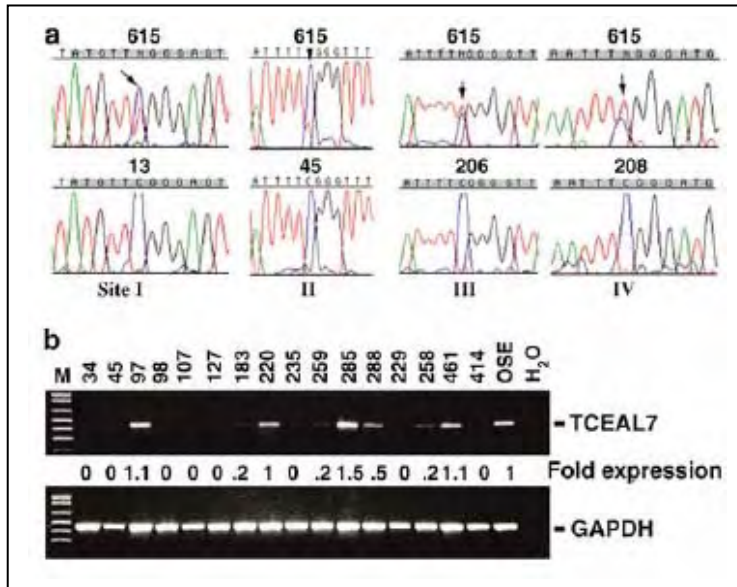 a
615 615 615 615
T A T G T T N G G G A G T A T T T T C G G G T T T A T T T T N G G G G T T A A T T T N G G G A T G
13 45 206 208
T A T G T T C G G G A G T A T T T T C G G G T T T A T T T T C G G G G T T A A T T T C G G G A T G
Site I II III IV
b
M 34 45 97 98 107 127 183 220 235 259 285 288 229 258 461 414 OSE H₂O
- TCEAL7
0 0 1.1 0 0 0 .2 1 0 .2 1.5 .5 0 .2 1.1 0 1 Fold expression
- GAPDH